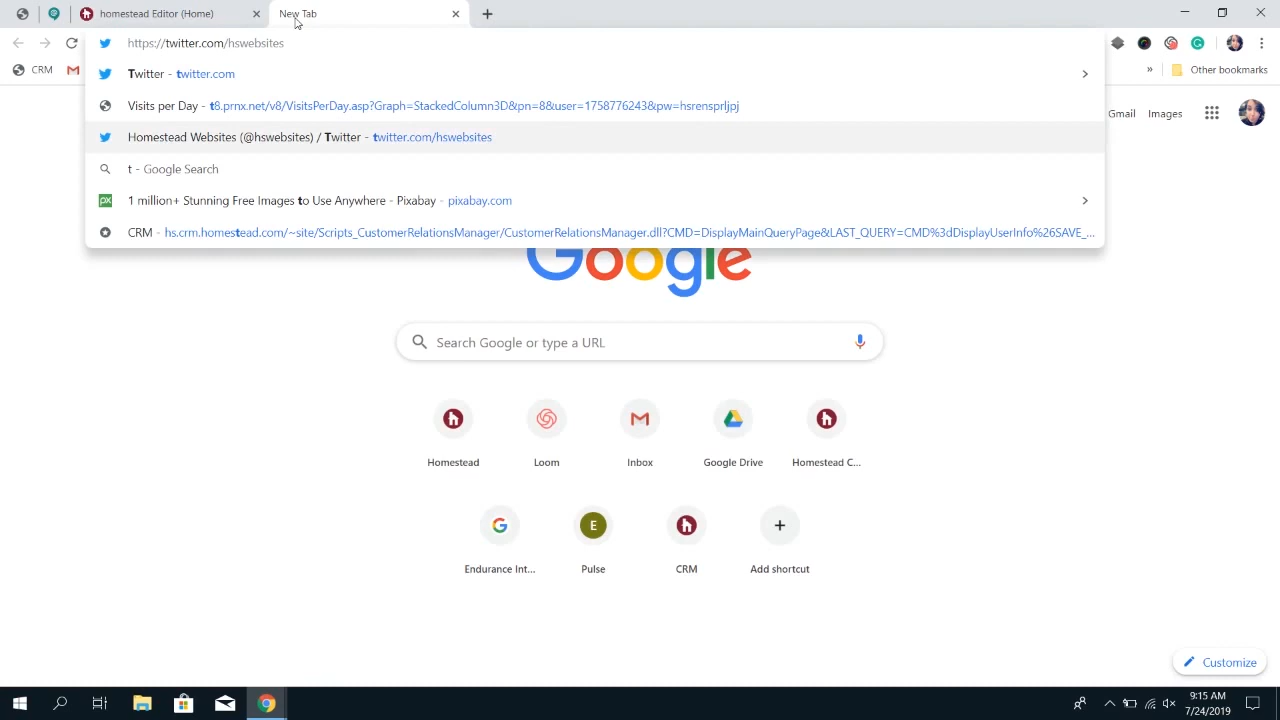 homestead Editor (Home)
New Tab
https://twitter.com/hswebsites
CRM
Other bookmarks
Twitter - twitter.com
Visits per Day - t8.prnx.net/v8/VisitsPerDay.asp?Graph=StackedColumn3D&pn=8&user=1758776243&pw=hsrensprljpj
Homestead Websites (@hswebsites) / Twitter - twitter.com/hswebsites
t - Google Search
1 million+ Stunning Free Images to Use Anywhere - Pixabay - pixabay.com
CRM - hs.crm.homestead.com/~site/Scripts_CustomerRelationsManager/CustomerRelationsManager.dll?CMD=DisplayMainQueryPage&LAST_QUERY=CMD%3dDisplayUserInfo%26SAVE_...
Gmail Images
Google
Search Google or type a URL
Homestead
Loom
Inbox
Google Drive
Homestead C...
E
Endurance Int...
Pulse
CRM
Add shortcut
Customize
9:15 AM
7/24/2019